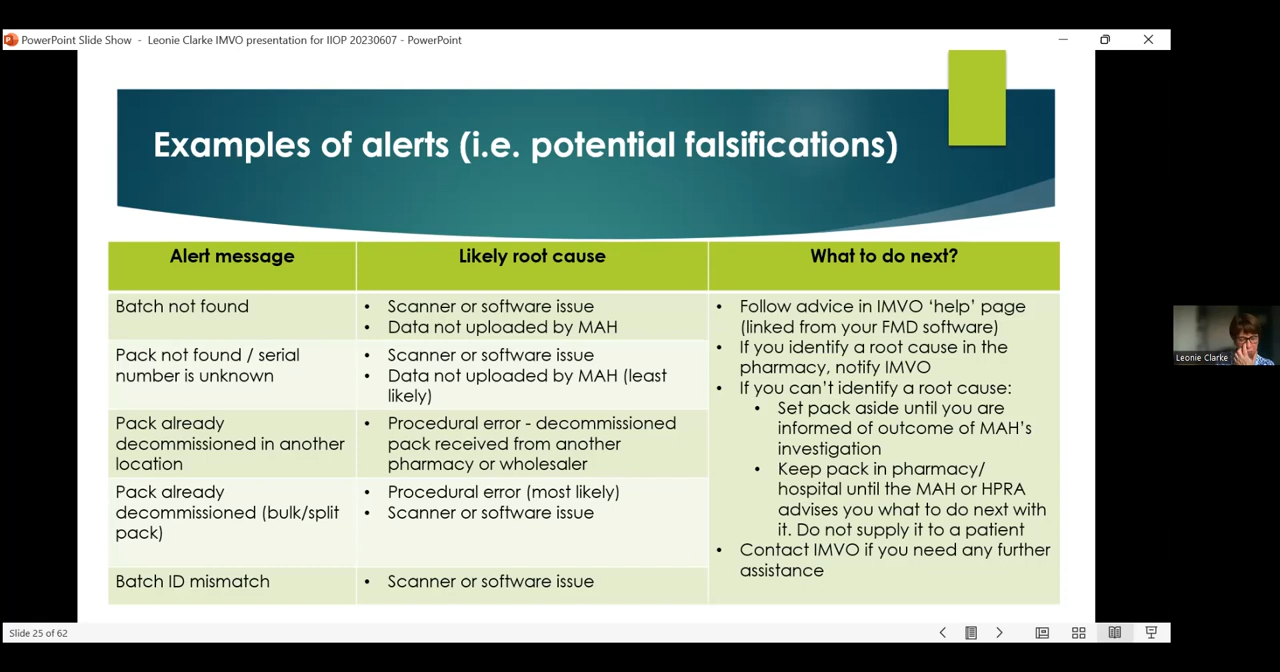 PowerPoint Slide Show - Leonie Clarke IMVO presentation for IIOP 20230607 - PowerPoint
Examples of alerts (i.e. potential falsifications)
Alert message
Likely root cause
What to do next?
Batch not found
• Scanner or software issue
• Data not uploaded by MAH
Pack not found / serial
number is unknown
• Scanner or software issue
• Data not uploaded by MAH (least
likely)
Pack already
decommissioned in another
location
• Procedural error - decommissioned
pack received from another
pharmacy or wholesaler
Pack already
decommissioned (bulk/split
pack)
• Procedural error (most likely)
• Scanner or software issue
Batch ID mismatch
• Scanner or software issue
• Follow advice in IMVO ‘help’ page
(linked from your FMD software)
• If you identify a root cause in the
pharmacy, notify IMVO
• If you can’t identify a root cause:
• Set pack aside until you are
informed of outcome of MAH’s
investigation
• Keep pack in pharmacy/
hospital until the MAH or HPRA
advises you what to do next with
it. Do not supply it to a patient
• Contact IMVO if you need any further
assistance
Leonie Clarke
Slide 25 of 62